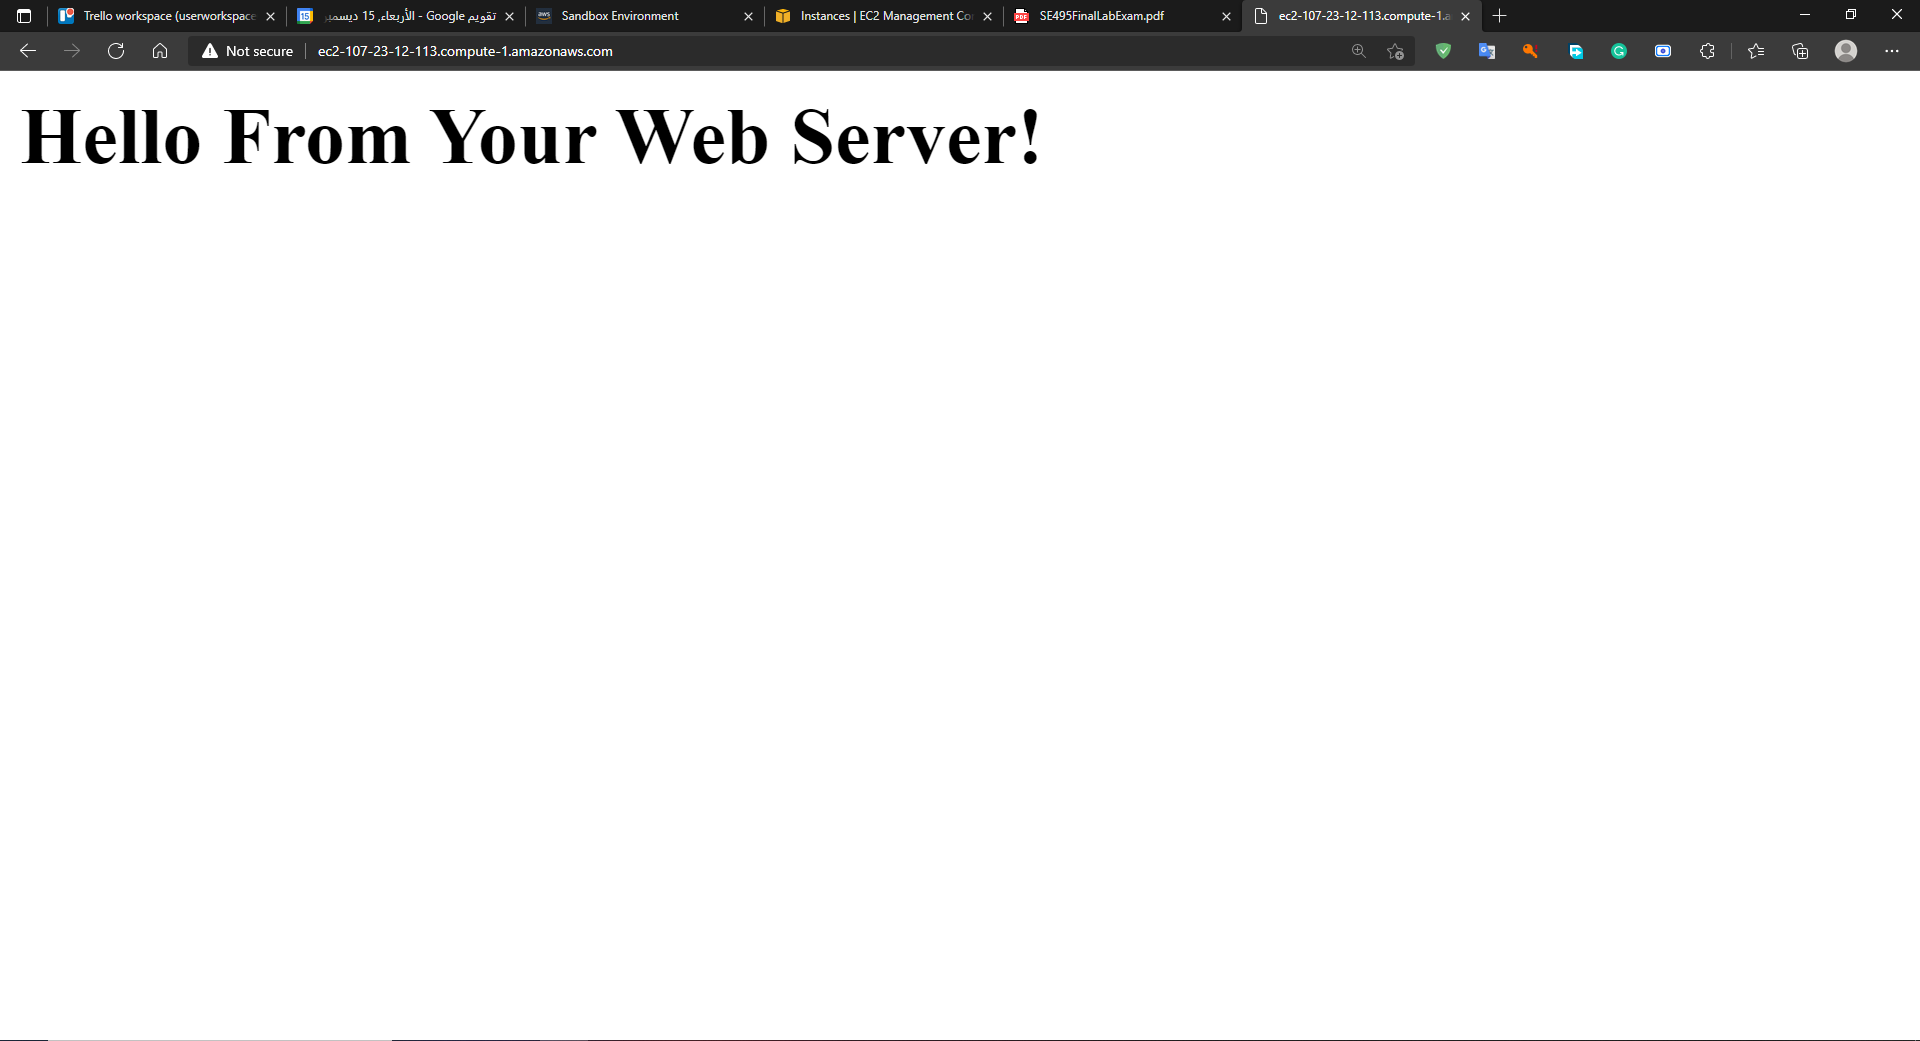 Trello workspace (userworkspace
تقويم Google - الأربعاء, 15 ديسمبر
aws
Sandbox Environment
Instances | EC2 Management Co
PDF
SE495FinalLabExam.pdf
ec2-107-23-12-113.compute-1.a
Not secure
ec2-107-23-12-113.compute-1.amazonaws.com
Hello From Your Web Server!